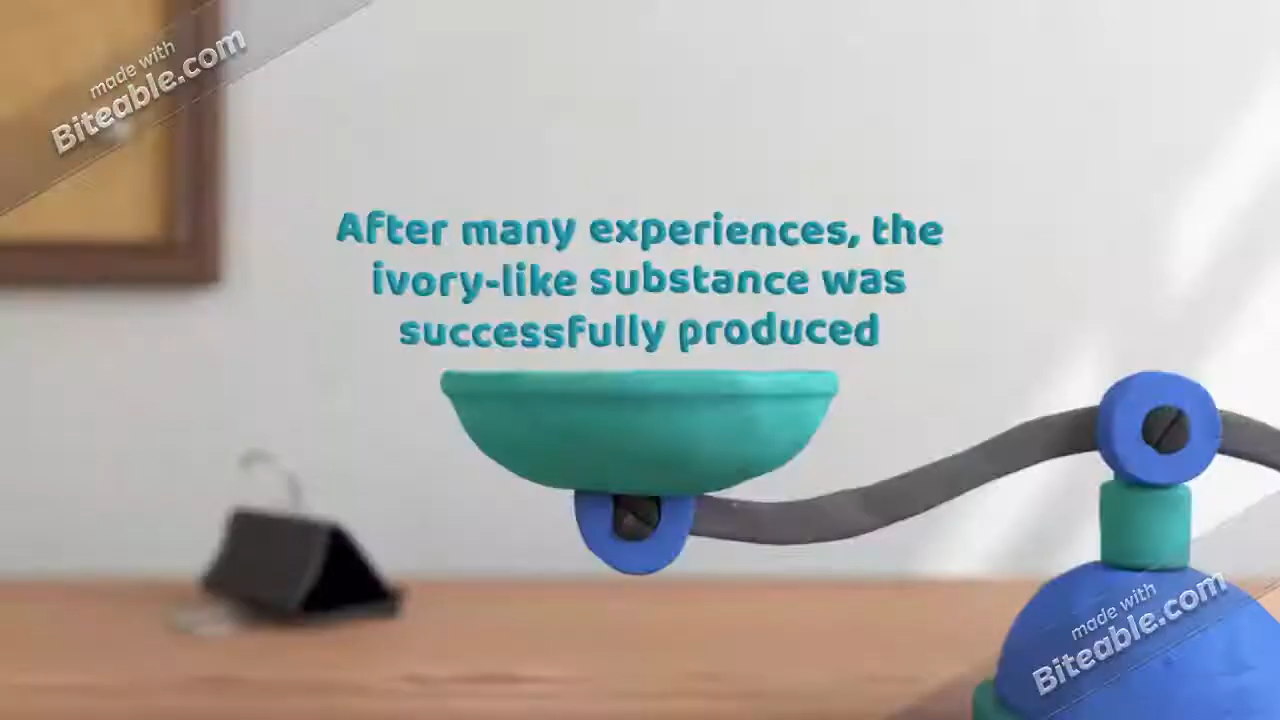 made with
Biteable.com
After many experiences, the
ivory-like substance was
successfully produced
made with
Biteable.com